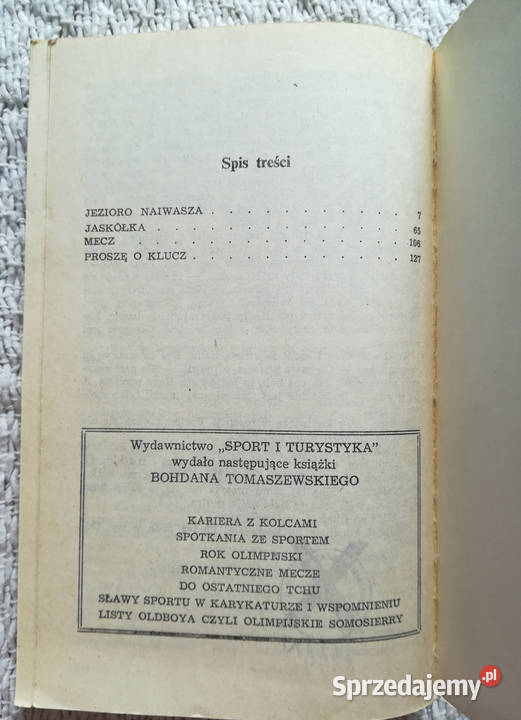 Spis treści
JEZIORO NAIWASZA . . . . . . . . . . . 7
JASKÓŁKA . . . . . . . . . . . . . 65
MECZ . . . . . . . . . . . . . . 106
PROSZĘ O KLUCZ . . . . . . . . . . . 127
Wydawnictwo „SPORT I TURYSTYKA”
wydało następujące książki
BOHDANA TOMASZEWSKIEGO
KARIERA Z KOLCAMI
SPOTKANIA ZE SPORTEM
ROK OLIMPIJSKI
ROMANTYCZNE MECZE
DO OSTATNIEGO TCHU
SŁAWY SPORTU W KARYKATURZE I WSPOMNIENIU
LISTY OLDBOYA CZYLI OLIMPIJSKIE SOMOSIERRY
Sprzedajemy.pl